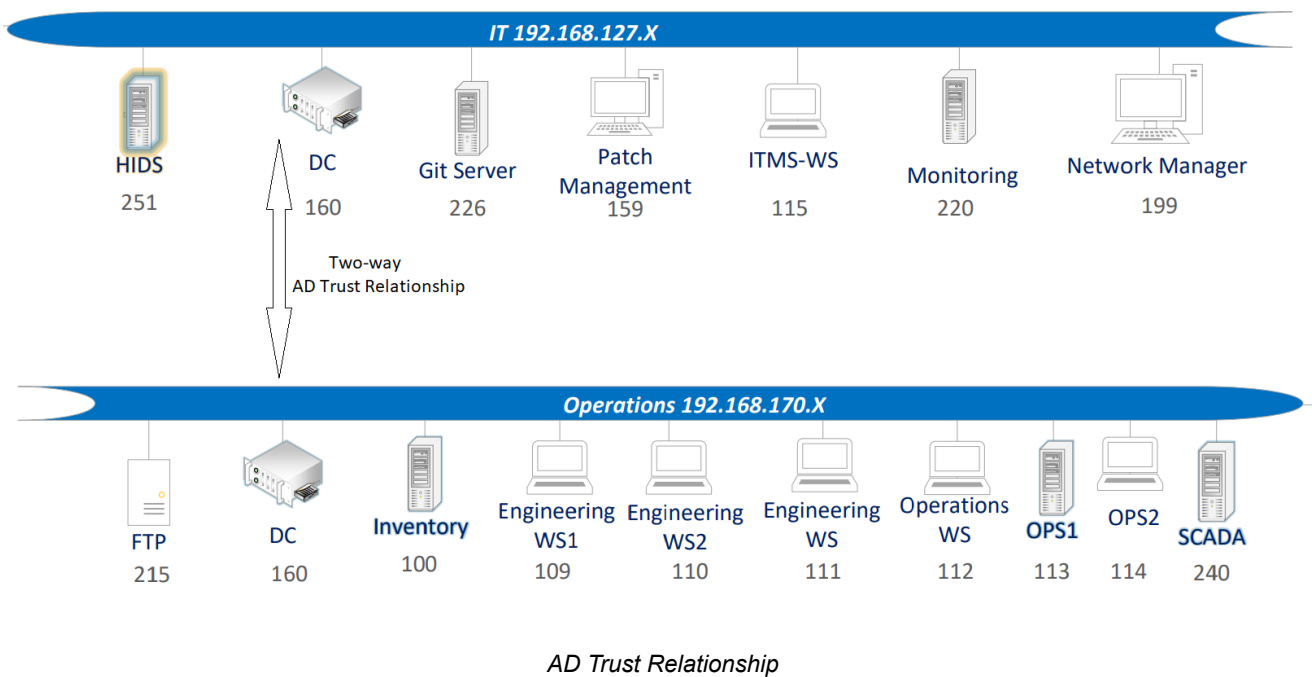 IT 192.168.127.X
HIDS
251
DC
160
Git Server
226
Patch
Management
159
ITMS-WS
115
Monitoring
220
Network Manager
199
Two-way
AD Trust Relationship
Operations 192.168.170.X
FTP
215
DC
160
Inventory
100
Engineering
WS1
109
Engineering
WS2
110
Engineering
WS
111
Operations
WS
112
OPS1
113
OPS2
114
SCADA
240
AD Trust Relationship